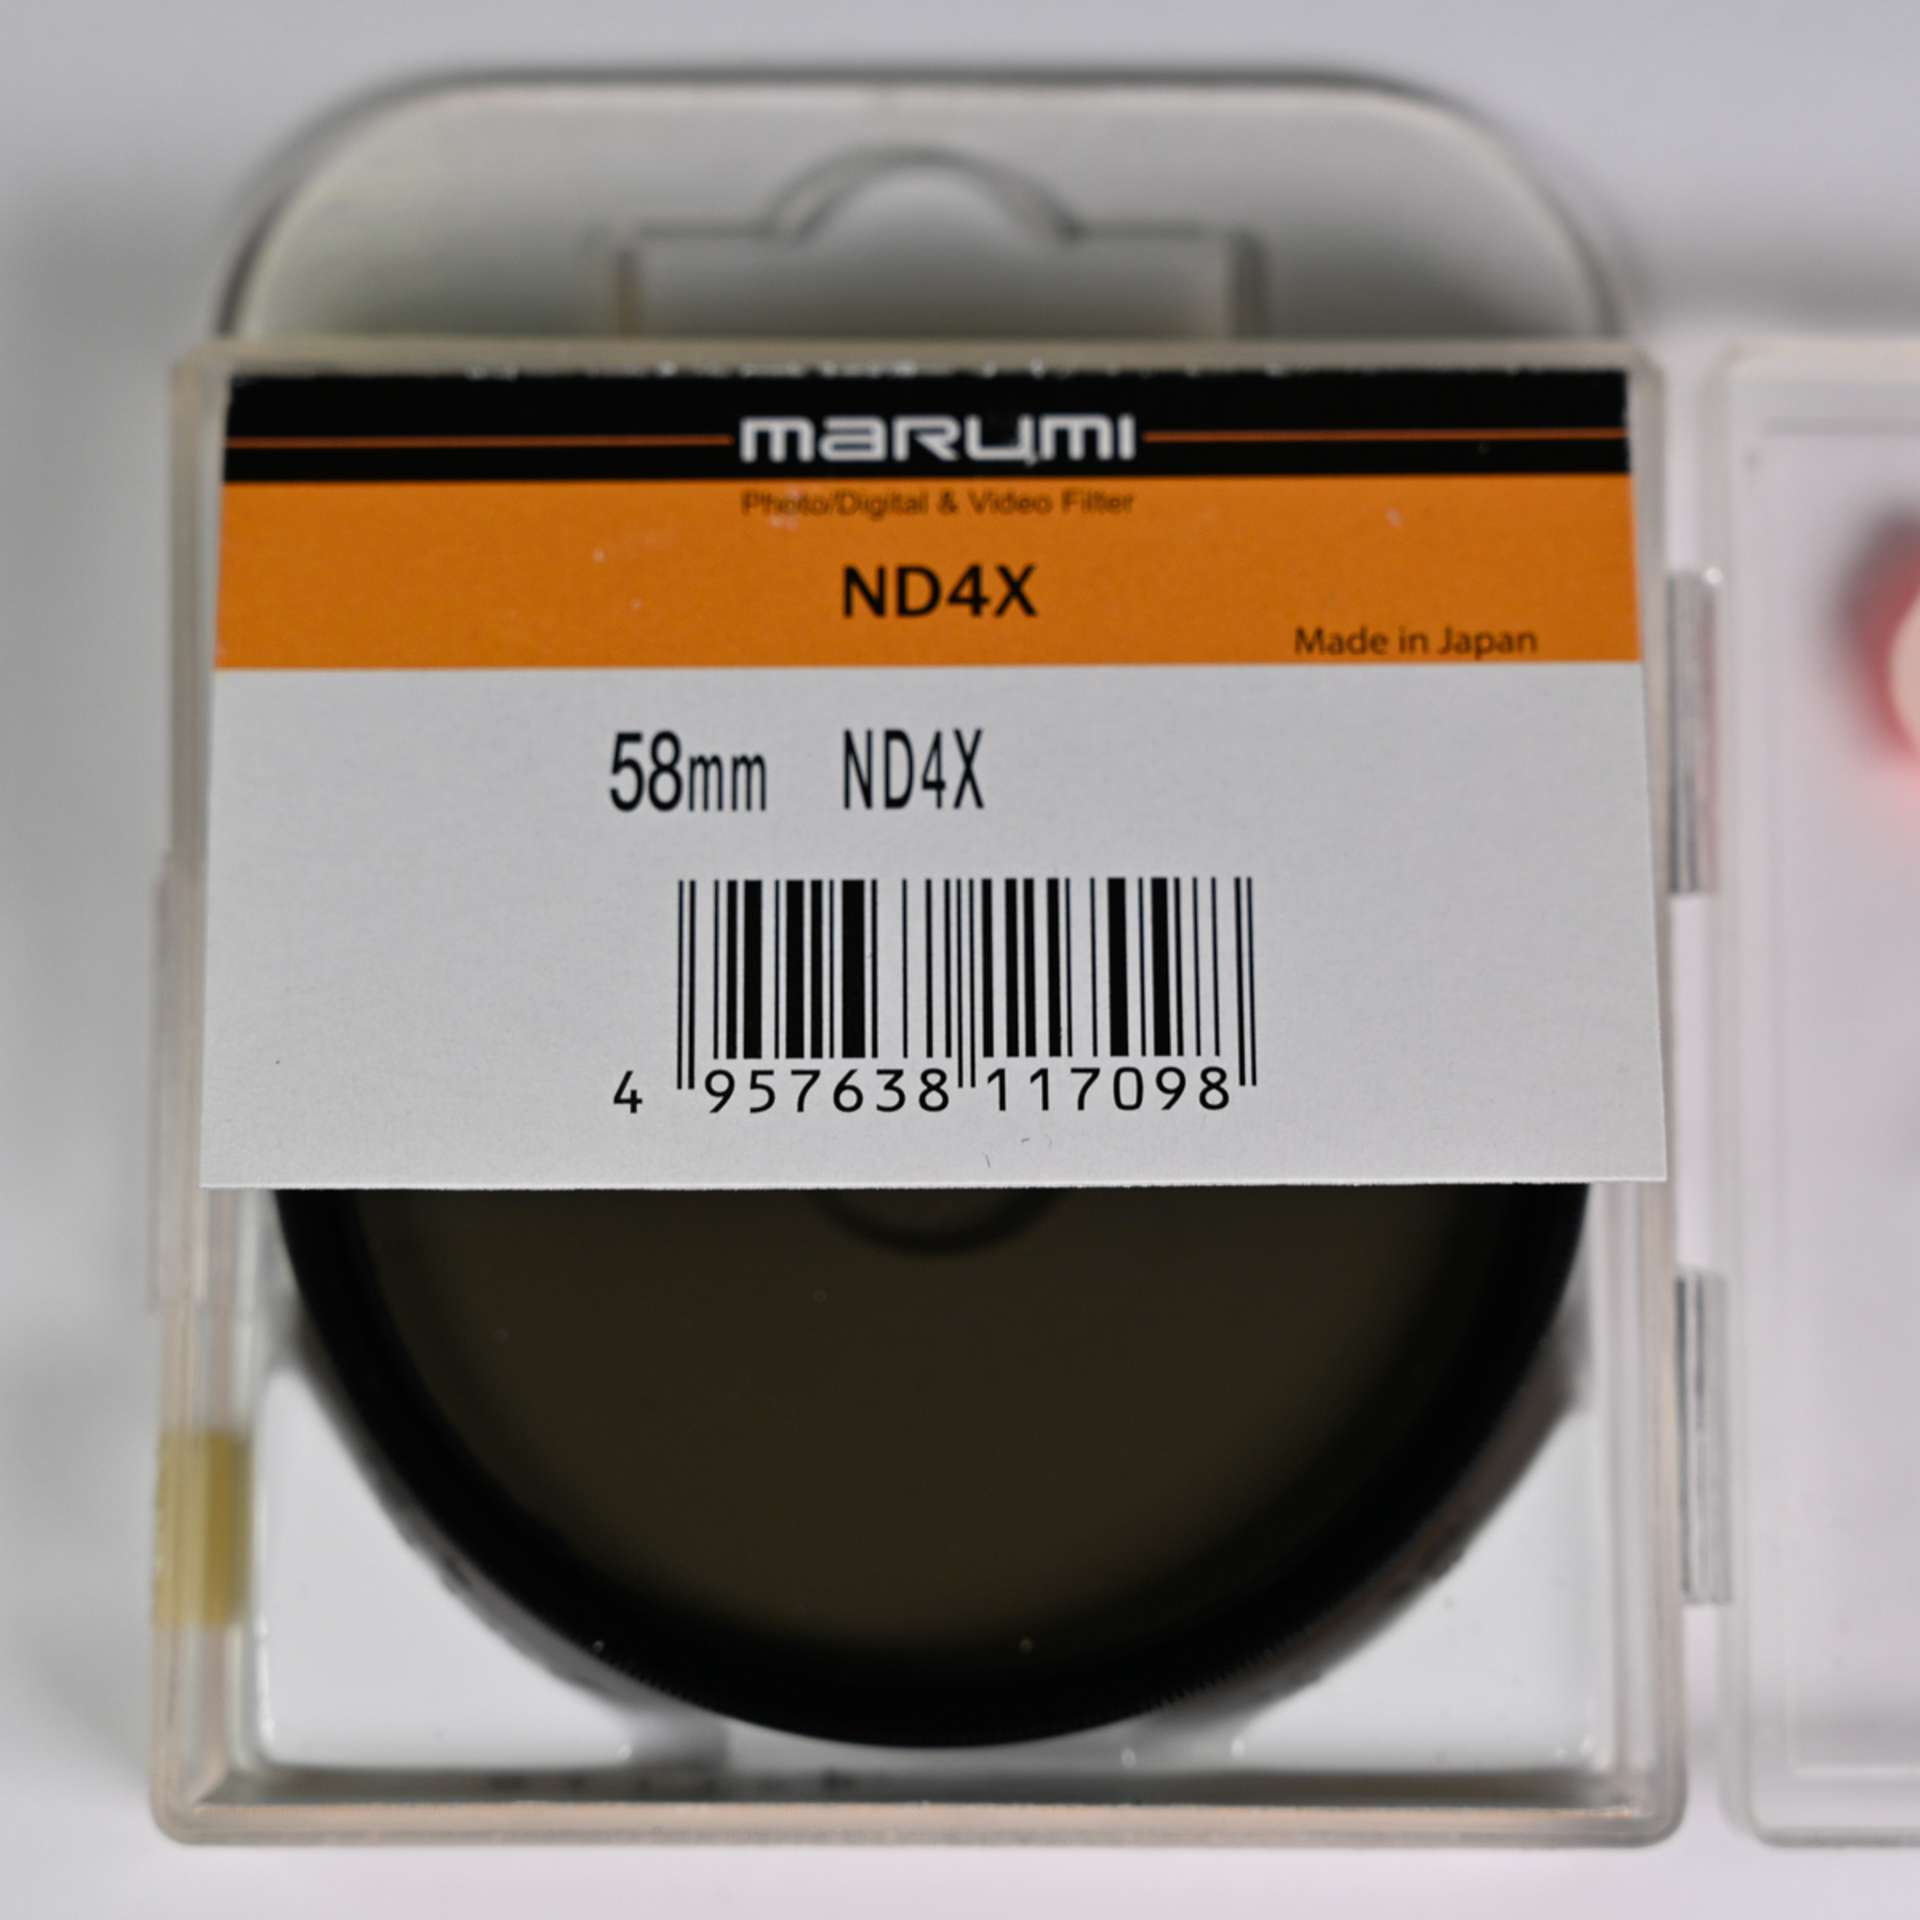 marumi
Photo/Digital & Video Filter
ND4X
Made in Japan
58mm ND4X
4 957638 117098